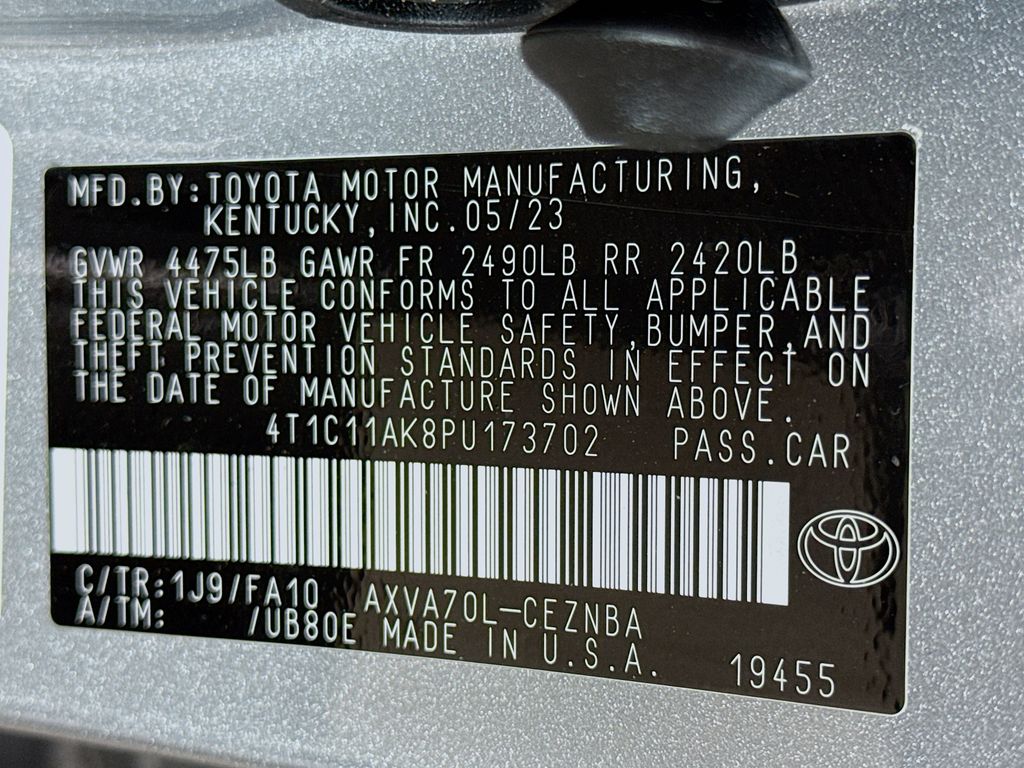 MFD.BY:TOYOTA MOTOR MANUFACTURING,
KENTUCKY,INC.05/23
GVWR 4475LB GAWR FR 2490LB RR 2420LB
THIS VEHICLE CONFORMS TO ALL APPLICABLE
FEDERAL MOTOR VEHICLE SAFETY,BUMPER,AND
THEFT PREVENTION STANDARDS IN EFFECT ON
THE DATE OF MANUFACTURE SHOWN ABOVE.
4T1C11AK8PU173702 PASS.CAR
C/TR:1J9/FA10 AXVA70L-CEZNBA
A/TM: /UB80E MADE IN U.S.A. 19455